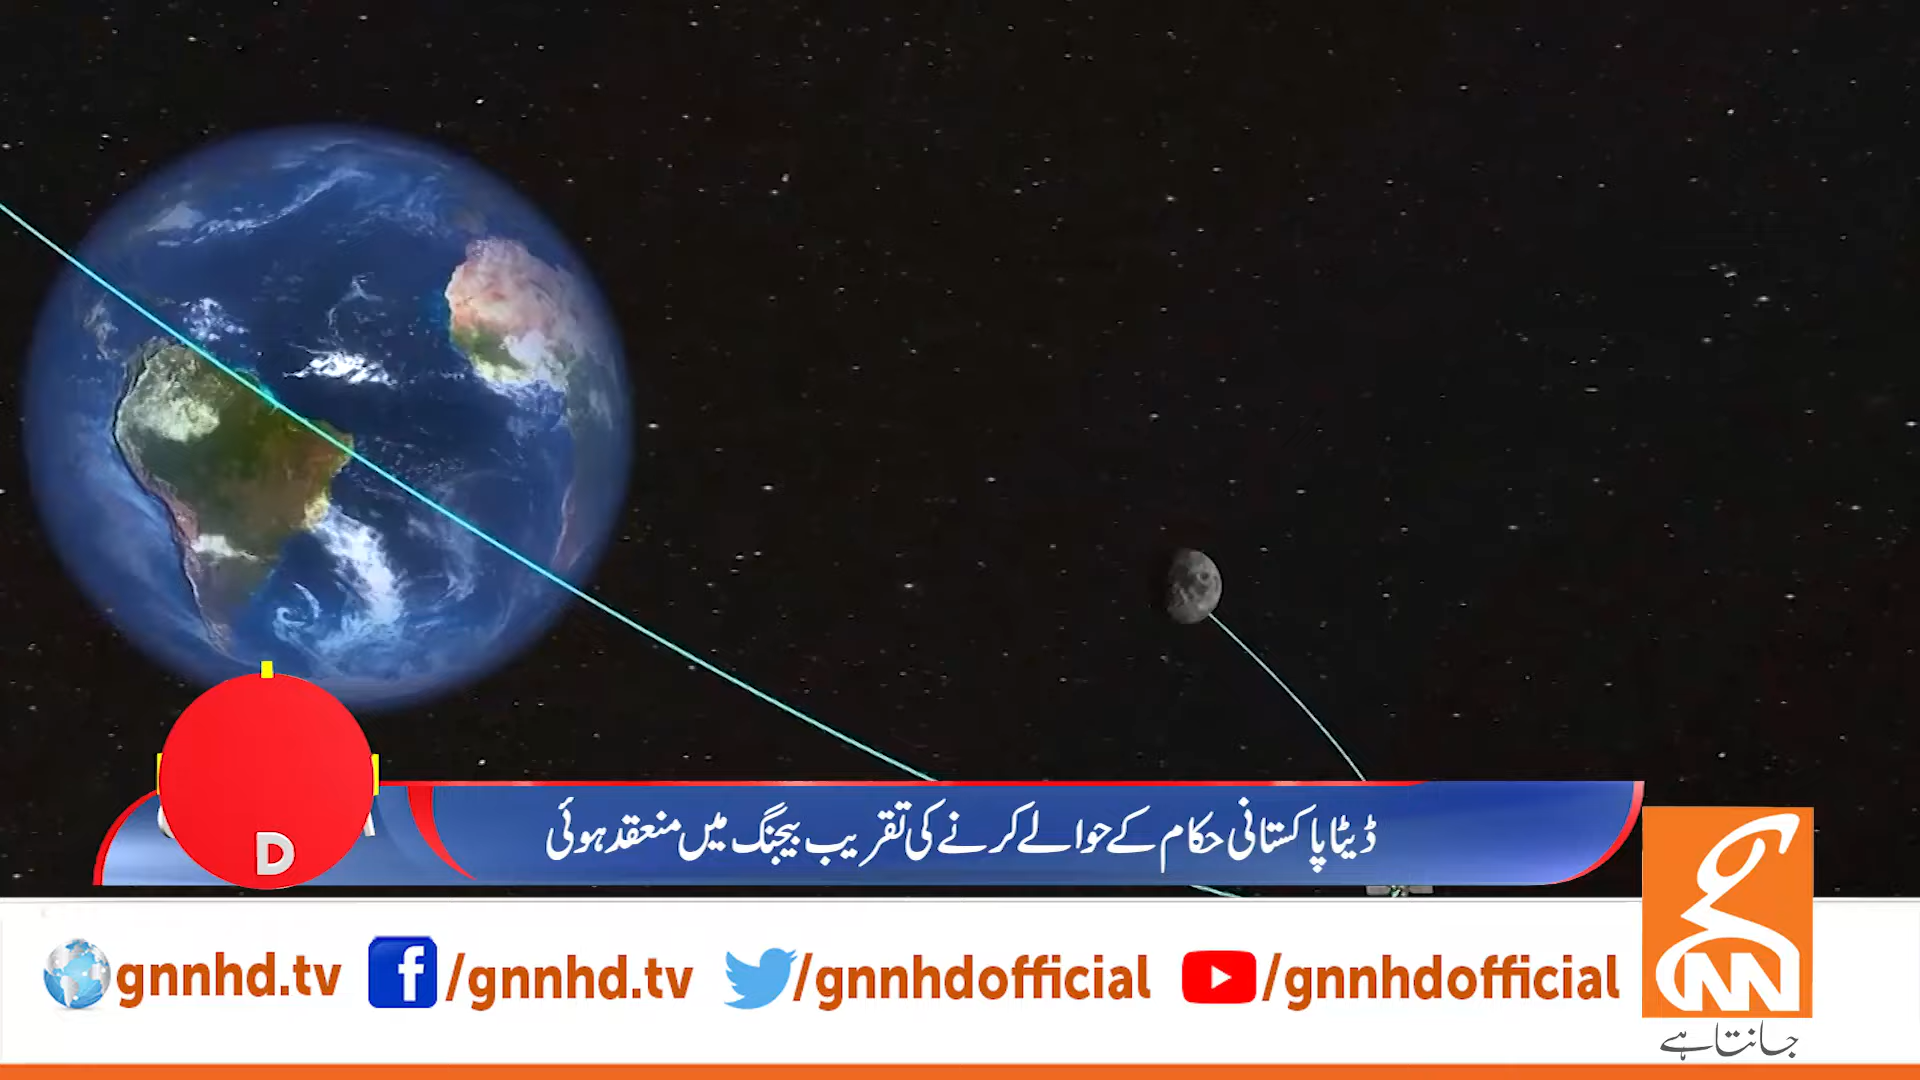 ڈیٹا پاکستانی حکام کے حوالے کرنے کی تقریب بیجنگ میں منعقد ہوئی
D
gnnhd.tv /gnnhd.tv /gnnhdofficial /gnnhdofficial
GNN
جانتا ہے